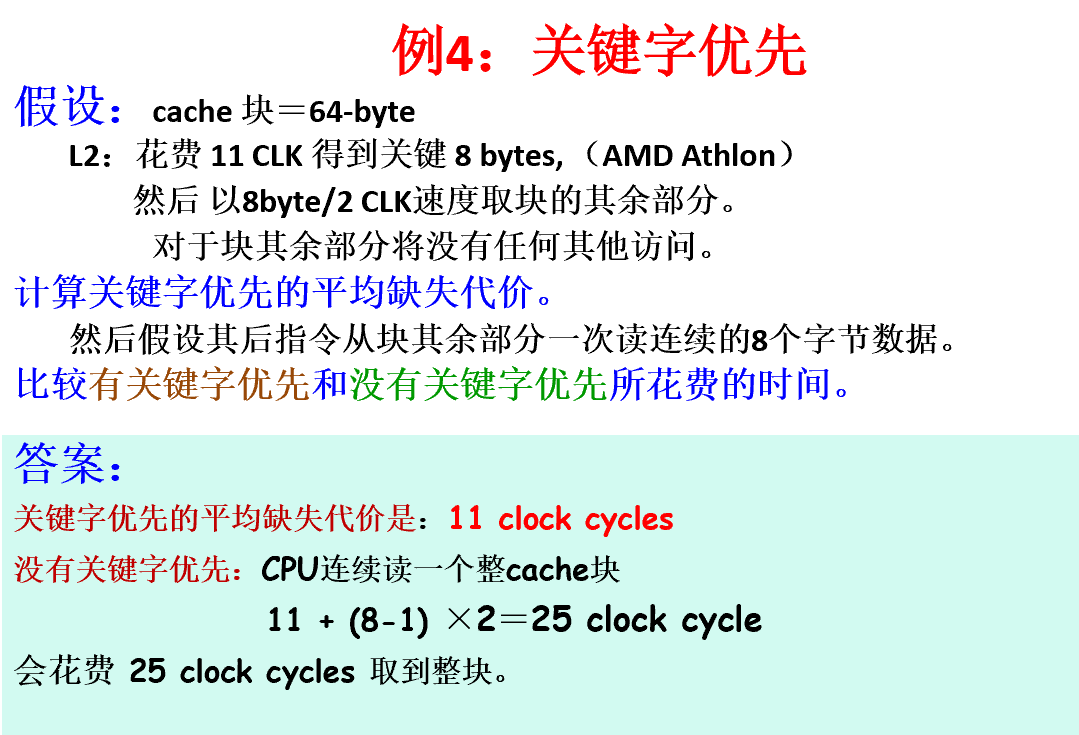 例4：关键字优先
假设： cache 块＝64-byte
L2： 花费 11 CLK 得到关键 8 bytes, （AMD Athlon）
然后 以8byte/2 CLK速度取块的其余部分。
对于块其余部分将没有任何其他访问。
计算关键字优先的平均缺失代价。
然后假设其后指令从块其余部分一次读连续的8个字节数据。
比较有关键字优先和没有关键字优先所花费的时间。
答案：
关键字优先的平均缺失代价是：11 clock cycles
没有关键字优先：CPU连续读一个整cache块
11 + (8-1) ×2＝25 clock cycle
会花费 25 clock cycles 取到整块。